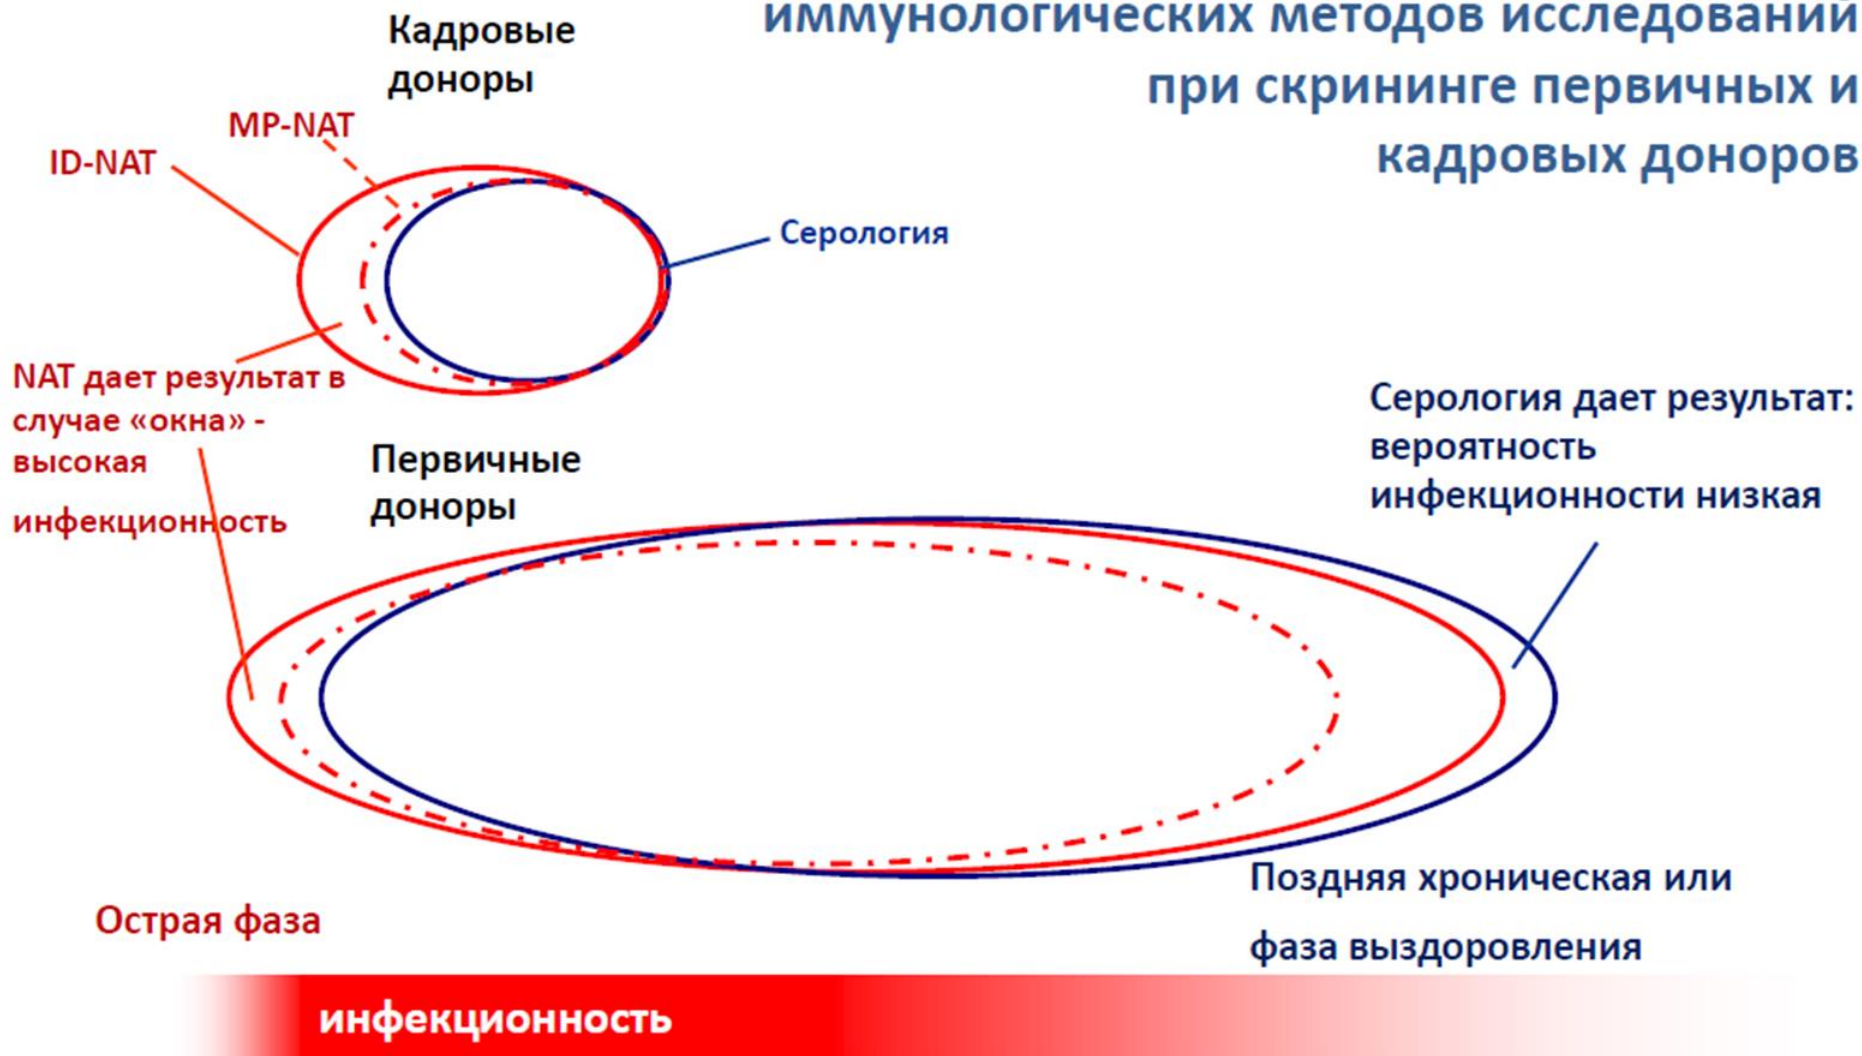 иммунологических методов исследований
при скрининге первичных и
кадровых доноров
Кадровые
доноры
MP-NAT
ID-NAT
Серология
NAT дает результат в
случае «окна» -
высокая
инфекционность
Первичные
доноры
Серология дает результат:
вероятность
инфекционности низкая
Острая фаза
Поздняя хроническая или
фаза выздоровления
инфекционность